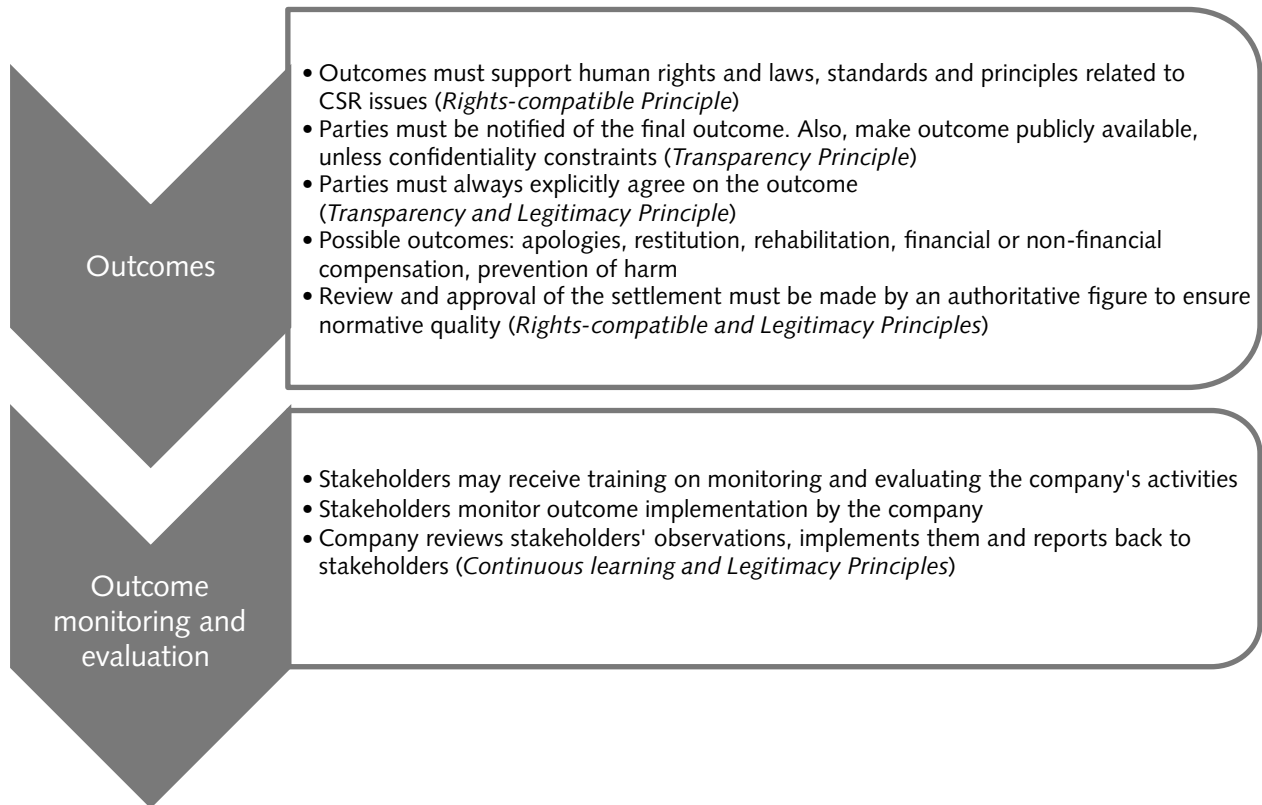 Outcomes
• Outcomes must support human rights and laws, standards and principles related to
CSR issues (Rights-compatible Principle)
• Parties must be notified of the final outcome. Also, make outcome publicly available,
unless confidentiality constraints (Transparency Principle)
• Parties must always explicitly agree on the outcome
(Transparency and Legitimacy Principle)
• Possible outcomes: apologies, restitution, rehabilitation, financial or non-financial
compensation, prevention of harm
• Review and approval of the settlement must be made by an authoritative figure to ensure
normative quality (Rights-compatible and Legitimacy Principles)
Outcome
monitoring and
evaluation
• Stakeholders may receive training on monitoring and evaluating the company's activities
• Stakeholders monitor outcome implementation by the company
• Company reviews stakeholders' observations, implements them and reports back to
stakeholders (Continuous learning and Legitimacy Principles)